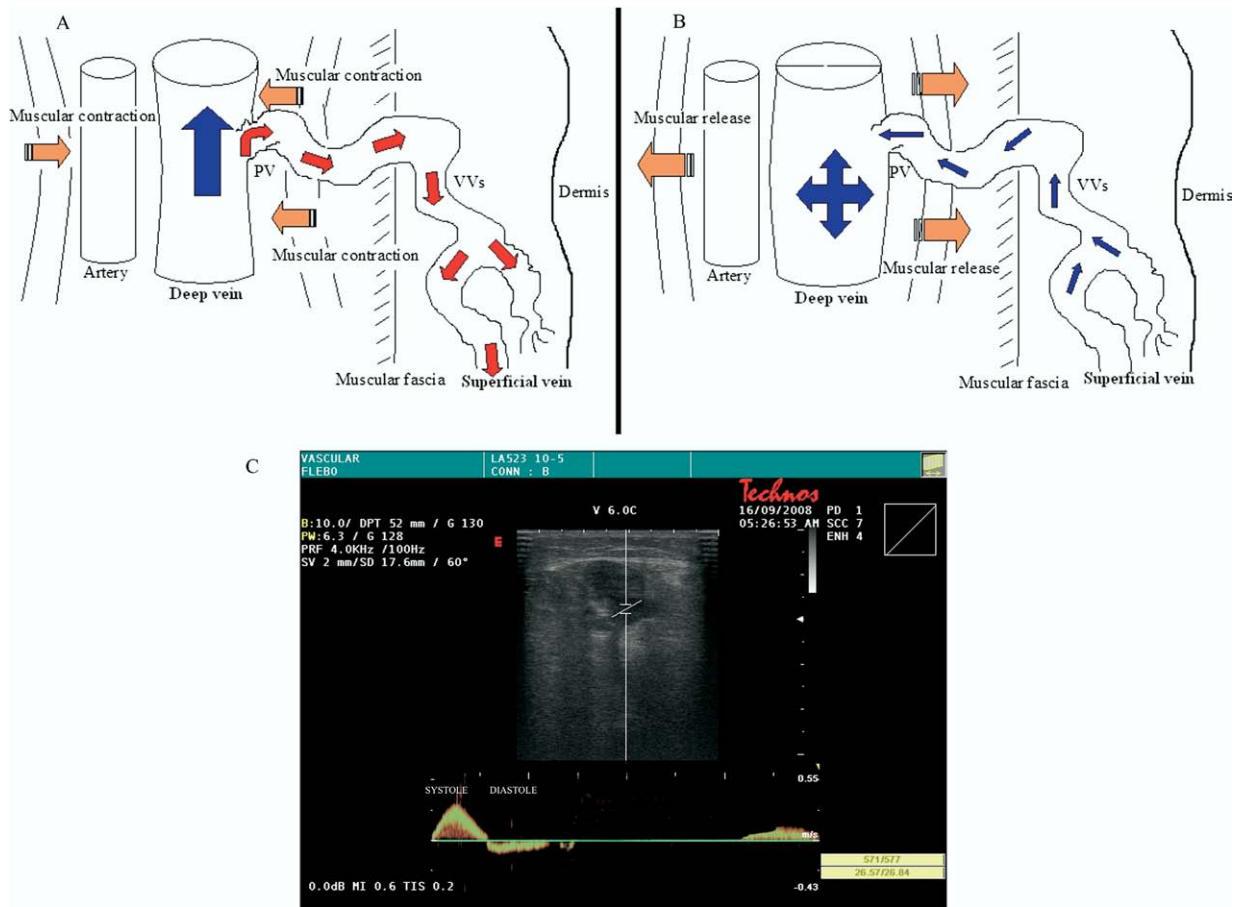 A
Muscular contraction
Muscular contraction
PV
VVs
Dermis
Muscular contraction
Artery
Deep vein
Muscular fascia
Superficial vein
B
Muscular release
PV
VVs
Dermis
Muscular release
Artery
Deep vein
Muscular fascia
Superficial vein
C
VASCULAR
FLEBO
LA523 10-5
CONN : B
Technos
V 6.0C
16/09/2008 PD 1
05:26:53 AM SCC 7
ENH 4
B:10.0/ DPT 52 mm / G 130
PW:6.3 / G 128
PRF 4.0KHz /100Hz
SV 2 mm/SD 17.6mm / 60°
E
0.55
SYSTOLE DIASTOLE
m/s
571/577
26.57/26.84
0.0dB MI 0.6 TIS 0.2
-0.43